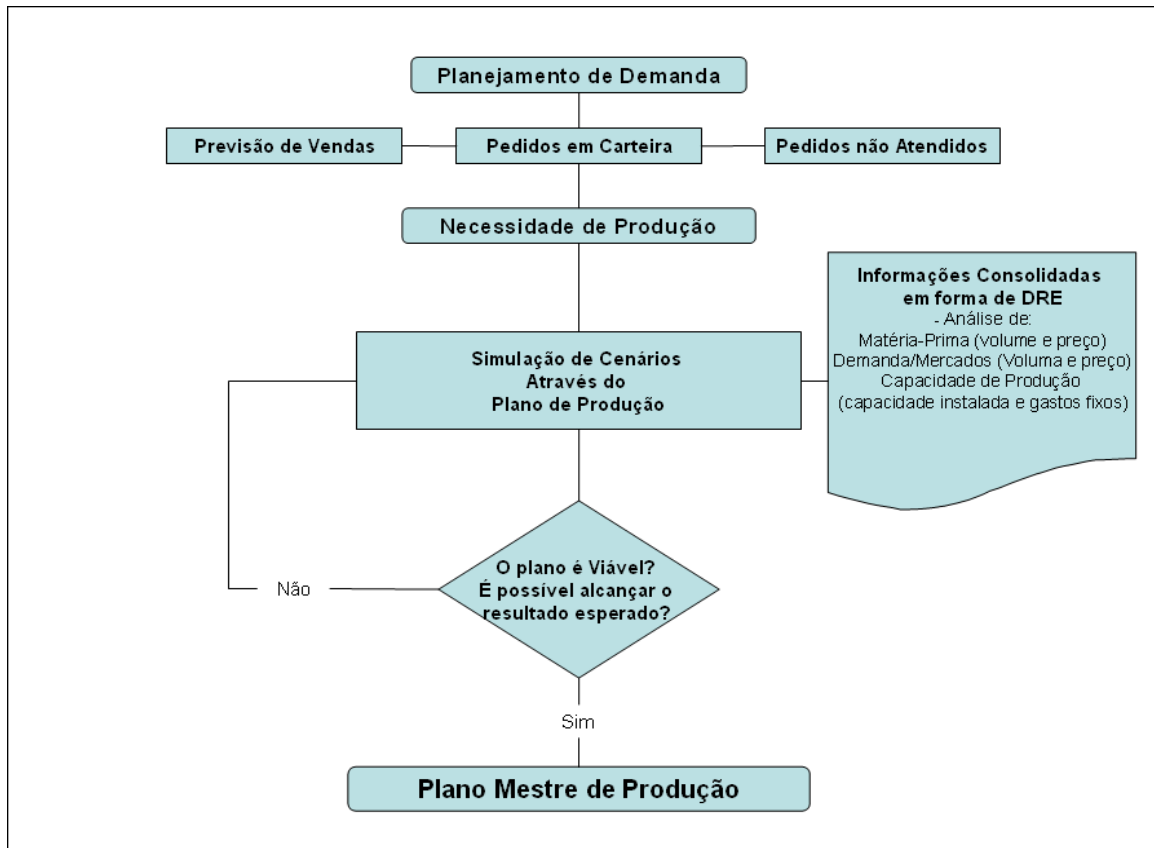 Planejamento de Demanda
Previsão de Vendas
Pedidos em Carteira
Pedidos não Atendidos
Necessidade de Produção
Informações Consolidadas
em forma de DRE
- Análise de:
Matéria-Prima (volume e preço)
Demanda/Mercados (Voluma e preço)
Capacidade de Produção
(capacidade instalada e gastos fixos)
Simulação de Cenários
Através do
Plano de Produção
O plano é Viável?
É possível alcançar o
resultado esperado?
Não
Sim
Plano Mestre de Produção